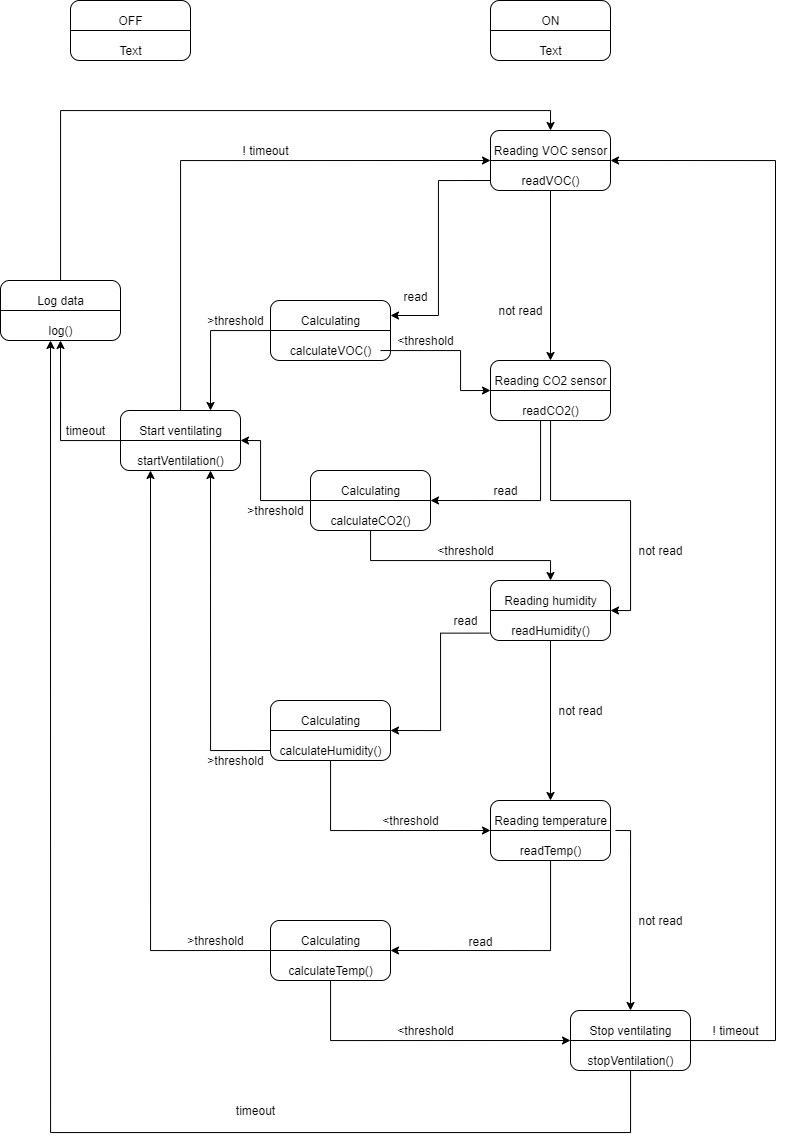 OFF
Text
ON
Text
! timeout
Reading VOC sensor
readVOC()
Log data
log()
read
not read
>threshold
Calculating
calculateVOC()
<threshold
Reading CO2 sensor
readCO2()
timeout
Start ventilating
startVentilation()
Calculating
calculateCO2()
read
>threshold
<threshold
not read
Reading humidity
readHumidity()
read
not read
Calculating
calculateHumidity()
>threshold
<threshold
Reading temperature
readTemp()
not read
>threshold
Calculating
calculateTemp()
read
<threshold
Stop ventilating
stopVentilation()
! timeout
timeout